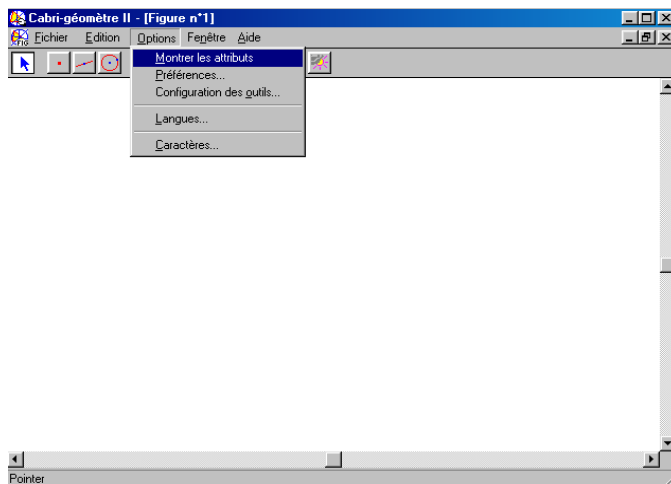 Cabri-géomètre II - [Figure n°1]
Fichier Edition Options Fenêtre Aide
Montrer les attributs
Préférences...
Configuration des outils...
Langues...
Caractères...
Pointer